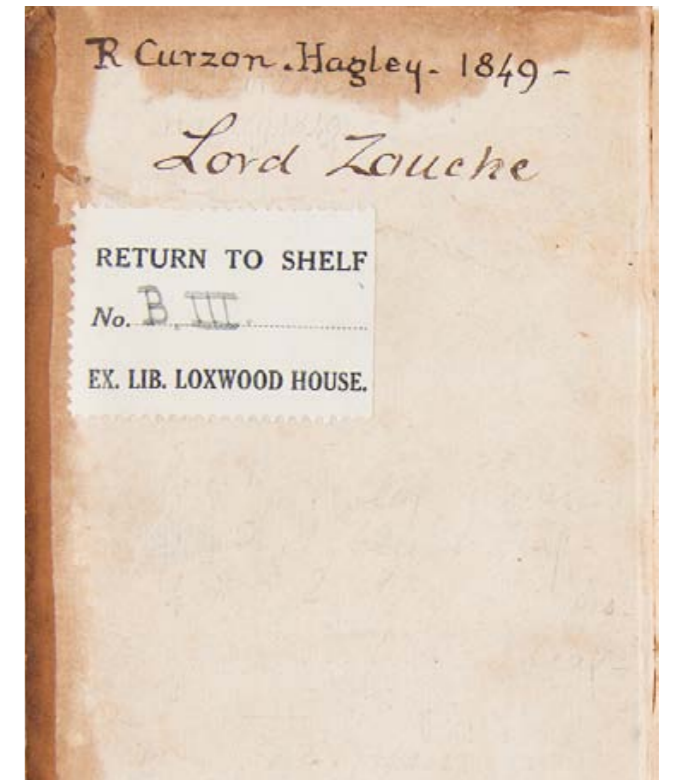 R Curzon. Hagley. 1849 -
Lord Zouche
RETURN TO SHELF
No. B. III.
EX. LIB. LOXWOOD HOUSE.